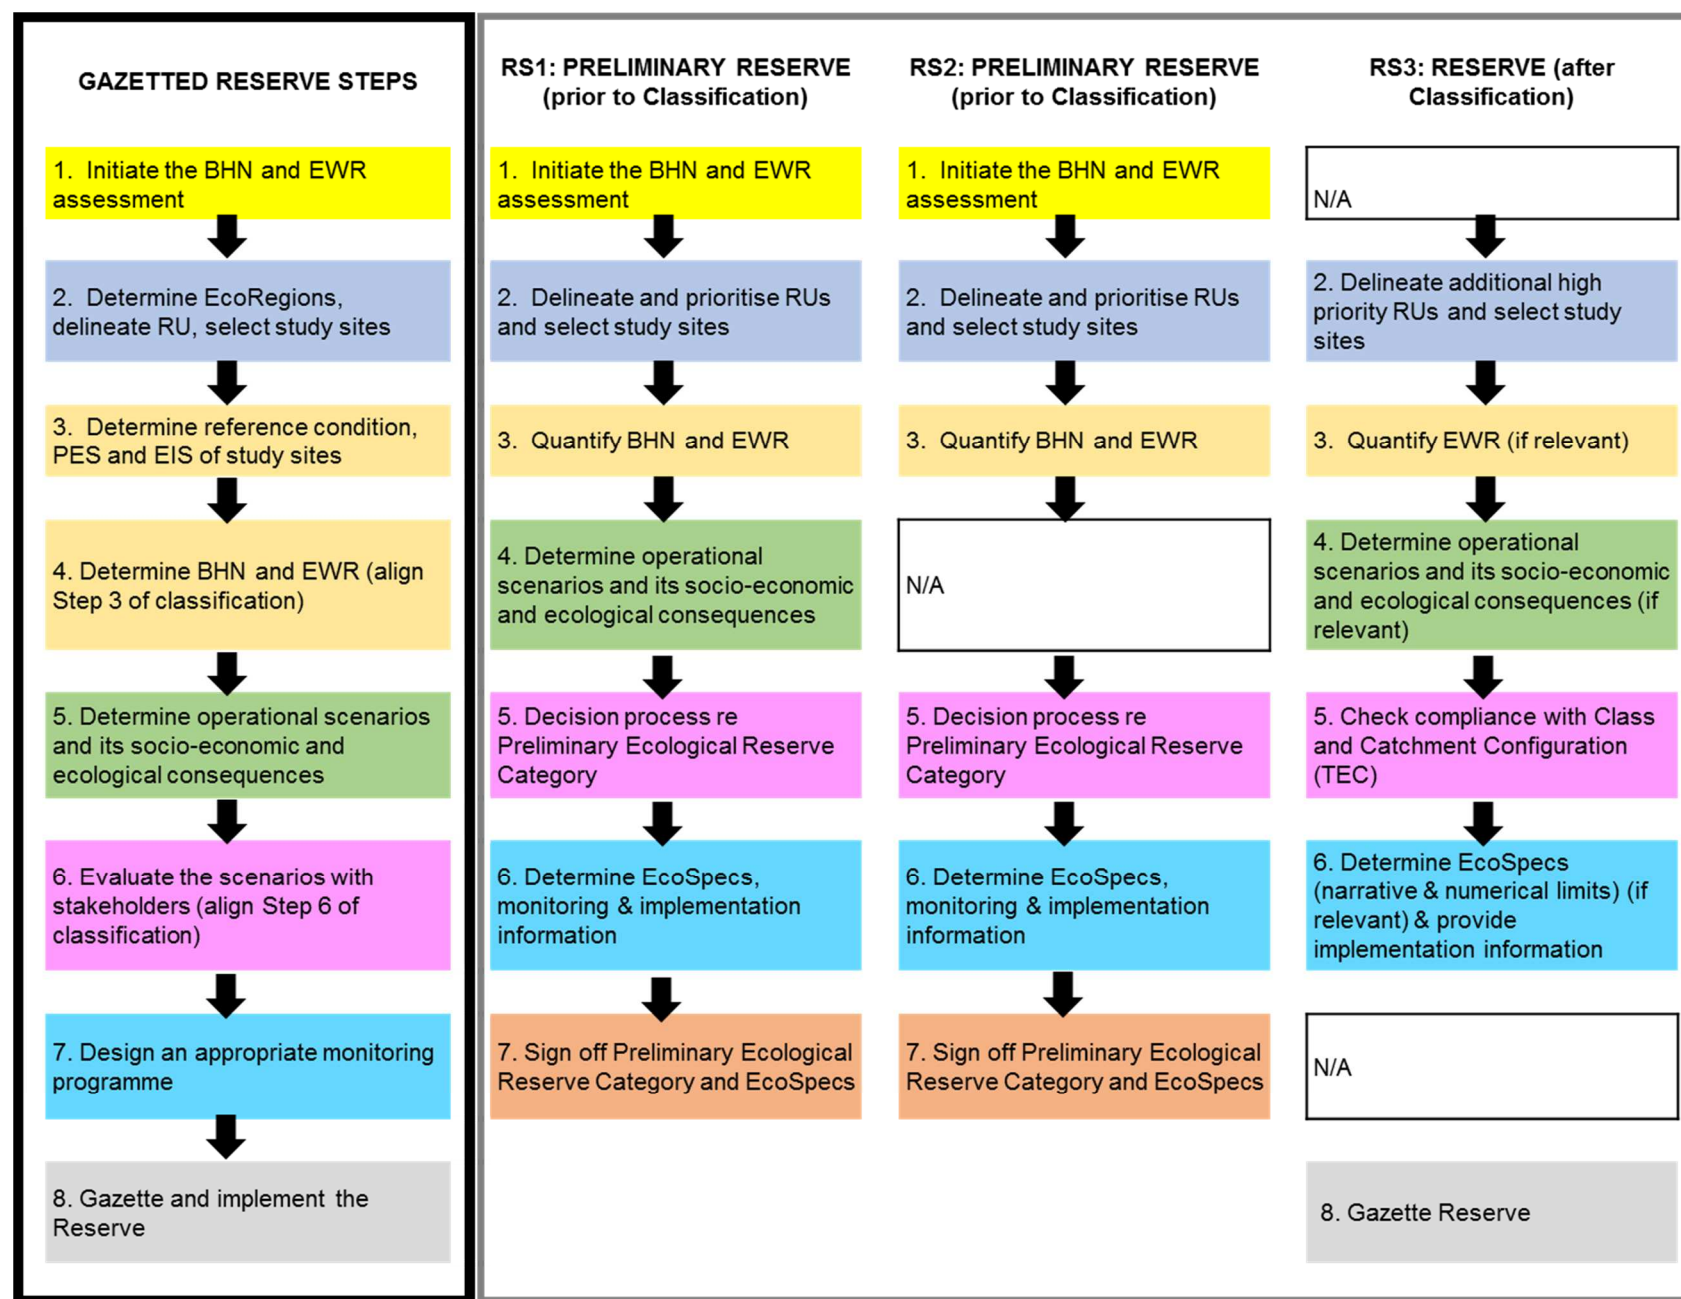 GAZETTED RESERVE STEPS
1. Initiate the BHN and EWR
assessment
2. Determine EcoRegions,
delineate RU, select study sites
3. Determine reference condition,
PES and EIS of study sites
4. Determine BHN and EWR (align
Step 3 of classification)
5. Determine operational scenarios
and its socio-economic and
ecological consequences
6. Evaluate the scenarios with
stakeholders (align Step 6 of
classification)
7. Design an appropriate monitoring
programme
8. Gazette and implement the
Reserve
RS1: PRELIMINARY RESERVE
(prior to Classification)
1. Initiate the BHN and EWR
assessment
2. Delineate and prioritise RUs
and select study sites
3. Quantify BHN and EWR
4. Determine operational
scenarios and its socio-economic
and ecological consequences
5. Decision process re
Preliminary Ecological Reserve
Category
6. Determine EcoSpecs,
monitoring & implementation
information
7. Sign off Preliminary Ecological
Reserve Category and EcoSpecs
RS2: PRELIMINARY RESERVE
(prior to Classification)
1. Initiate the BHN and EWR
assessment
2. Delineate and prioritise RUs
and select study sites
3. Quantify BHN and EWR
N/A
5. Decision process re
Preliminary Ecological Reserve
Category
6. Determine EcoSpecs,
monitoring & implementation
information
7. Sign off Preliminary Ecological
Reserve Category and EcoSpecs
RS3: RESERVE (after
Classification)
N/A
2. Delineate additional high
priority RUs and select study
sites
3. Quantify EWR (if relevant)
4. Determine operational
scenarios and its socio-economic
and ecological consequences (if
relevant)
5. Check compliance with Class
and Catchment Configuration
(TEC)
6. Determine EcoSpecs
(narrative & numerical limits) (if
relevant) & provide
implementation information
N/A
8. Gazette Reserve